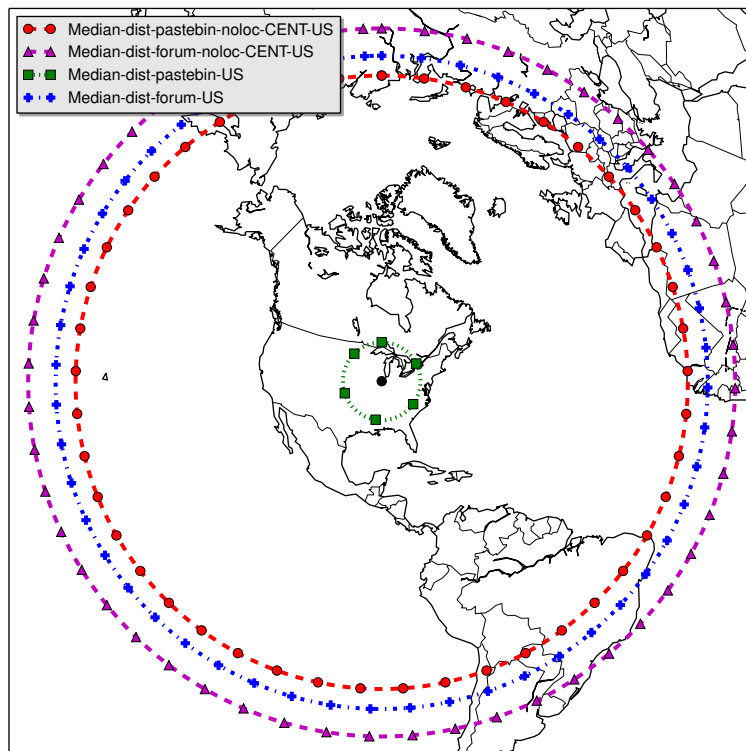 Median-dist-pastebin-noloc-CENT-US
Median-dist-forum-noloc-CENT-US
Median-dist-pastebin-US
Median-dist-forum-US